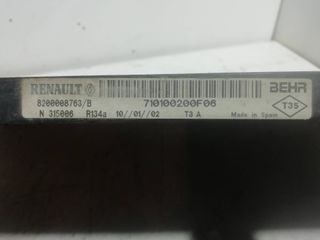 RENAULT BEHR
8200008763/B 710100200F06 T35
N 315006 R134a 10//01//02 T3 A Made in Spain